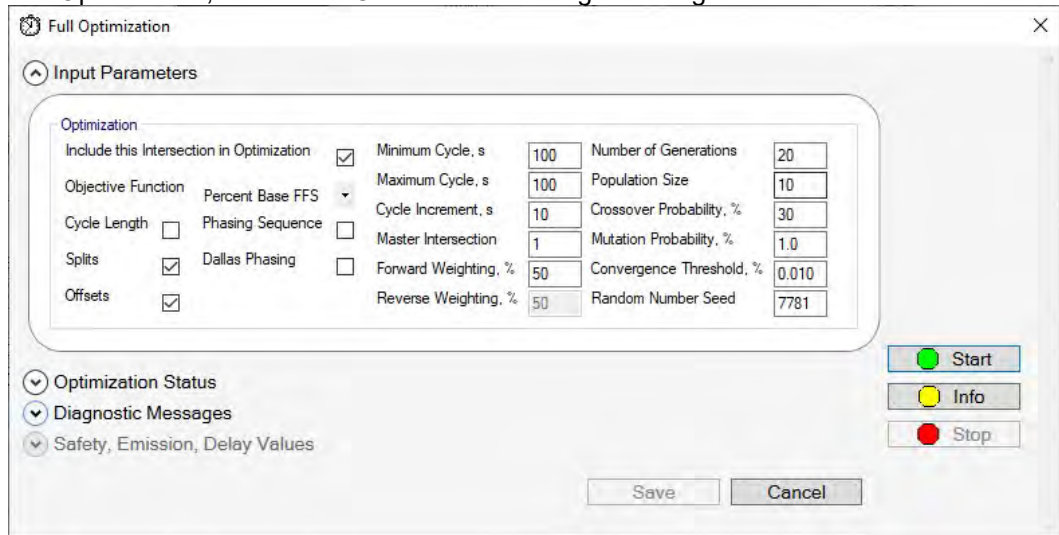 Full Optimization
Input Parameters
Optimization
Include this Intersection in Optimization
Objective Function Percent Base FFS
Cycle Length Phasing Sequence
Splits Dallas Phasing
Offsets
Minimum Cycle, s 100
Maximum Cycle, s 100
Cycle Increment, s 10
Master Intersection 1
Forward Weighting, % 50
Reverse Weighting, % 50
Number of Generations 20
Population Size 10
Crossover Probability, % 30
Mutation Probability, % 1.0
Convergence Threshold, % 0.010
Random Number Seed 7781
Start
Optimization Status
Info
Diagnostic Messages
Stop
Safety, Emission, Delay Values
Save Cancel